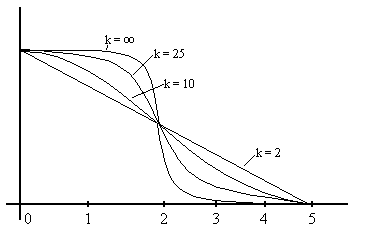 k = ∞
k = 25
k = 10
k = 2
0 1 2 3 4 5